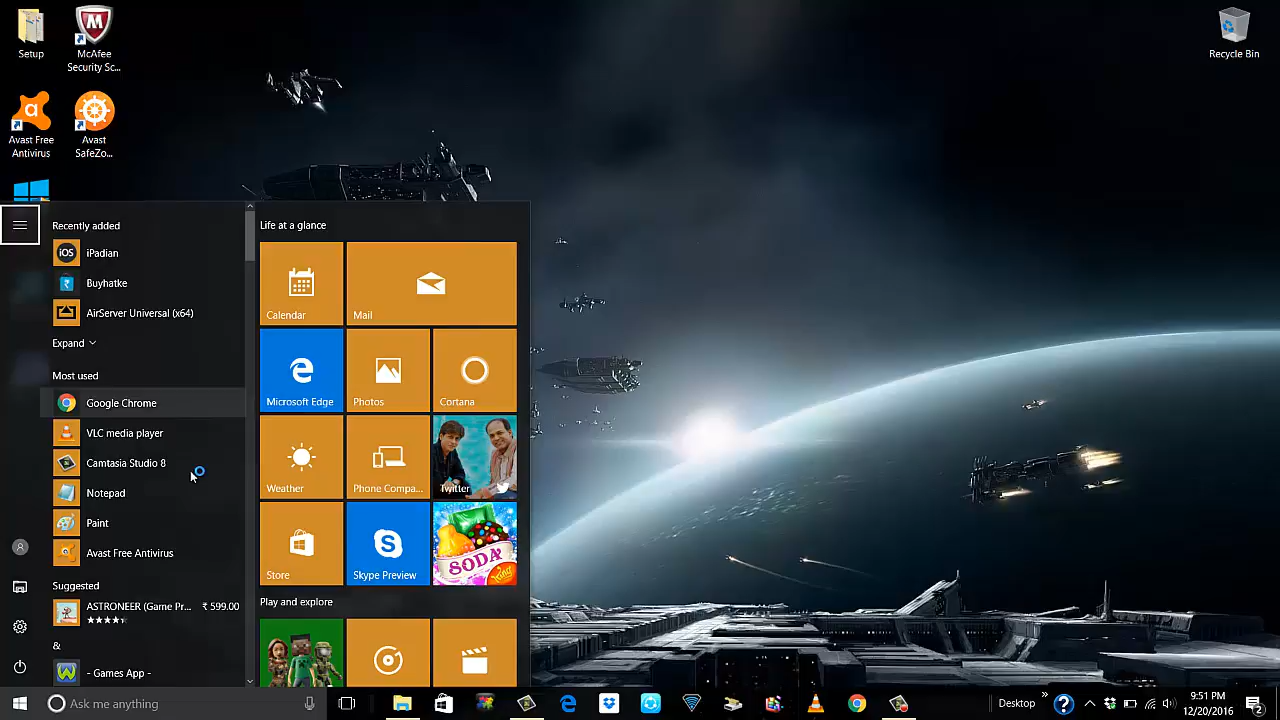 Setup
McAfee
Security Sc...
Recycle Bin
Avast Free
Antivirus
Avast
SafeZo...
Recently added
iOS
iPadian
Buyhatke
AirServer Universal (x64)
Expand
Most used
Google Chrome
VLC media player
Camtasia Studio 8
Notepad
Paint
Avast Free Antivirus
Suggested
ASTRONEER (Game Pr... ₹ 599.00
&
- Games App -
Life at a glance
Calendar
Mail
Microsoft Edge
Photos
Cortana
Weather
Phone Compa...
Twitter
Store
Skype Preview
SODA
King
Play and explore
Ask me anything
Desktop
9:51 PM
12/20/2016
2